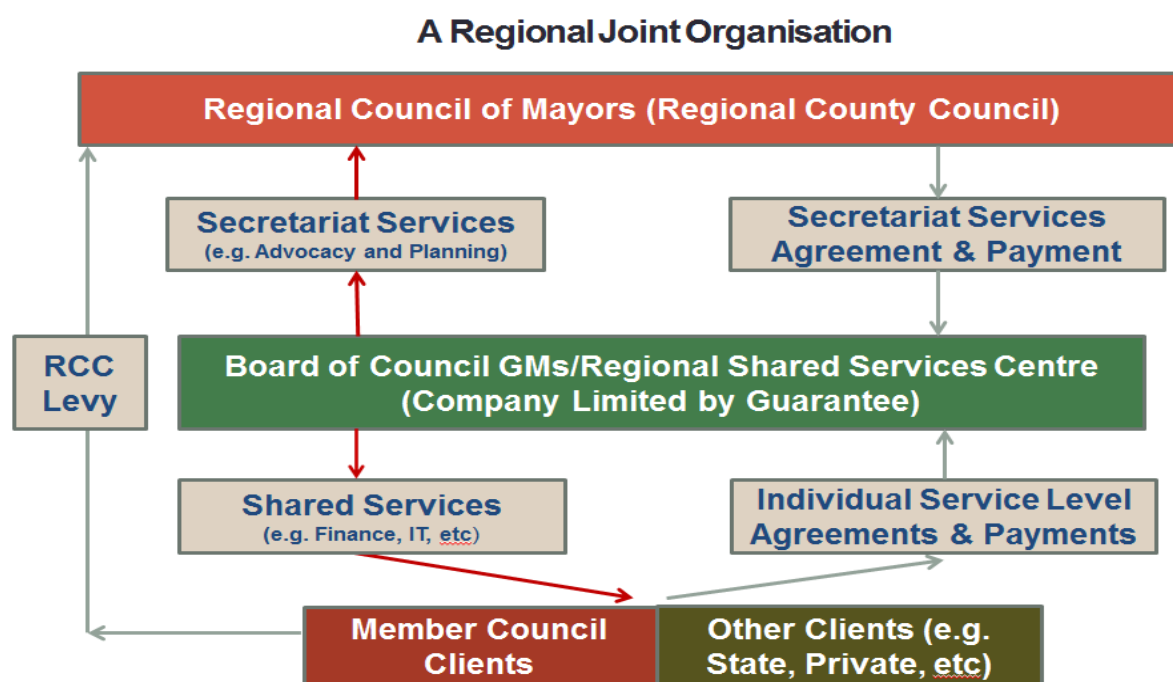 A Regional Joint Organisation
Regional Council of Mayors (Regional County Council)
Secretariat Services
(e.g. Advocacy and Planning)
Secretariat Services
Agreement & Payment
RCC
Levy
Board of Council GMs/Regional Shared Services Centre
(Company Limited by Guarantee)
Shared Services
(e.g. Finance, IT, etc)
Individual Service Level
Agreements & Payments
Member Council
Clients
Other Clients (e.g.
State, Private, etc)